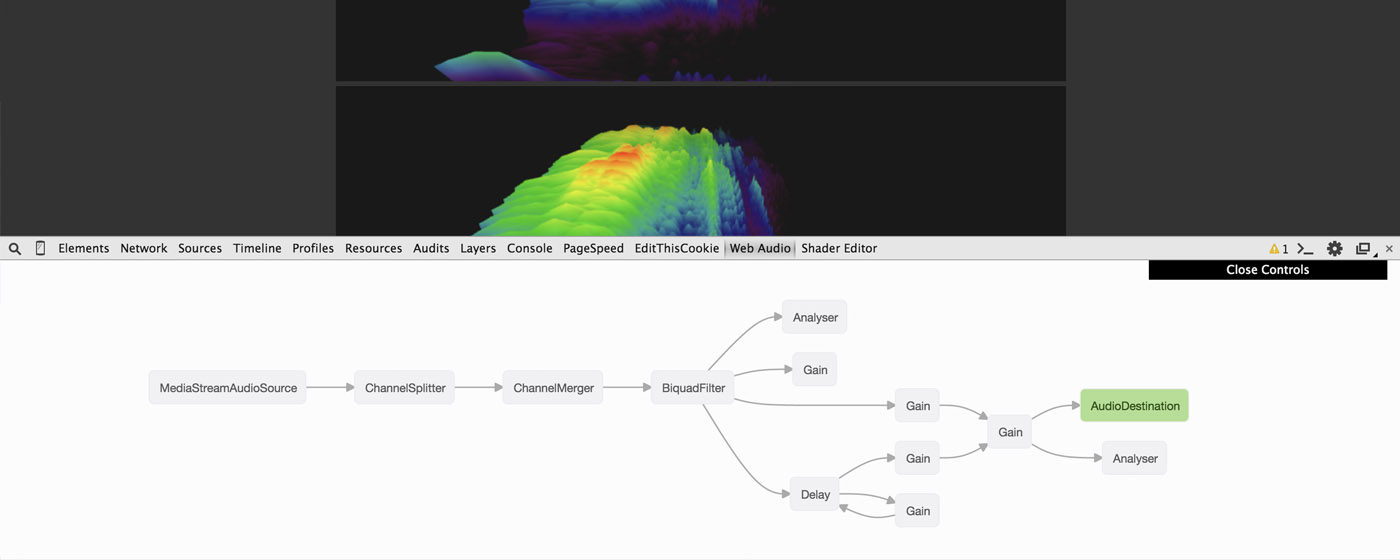 Elements Network Sources Timeline Profiles Resources Audits Layers Console PageSpeed EditThisCookie Web Audio Shader Editor 1
Close Controls
Analyser
Gain
MediaStreamAudioSource ChannelSplitter ChannelMerger BiquadFilter
Gain AudioDestination
Gain
Gain Analyser
Delay
Gain